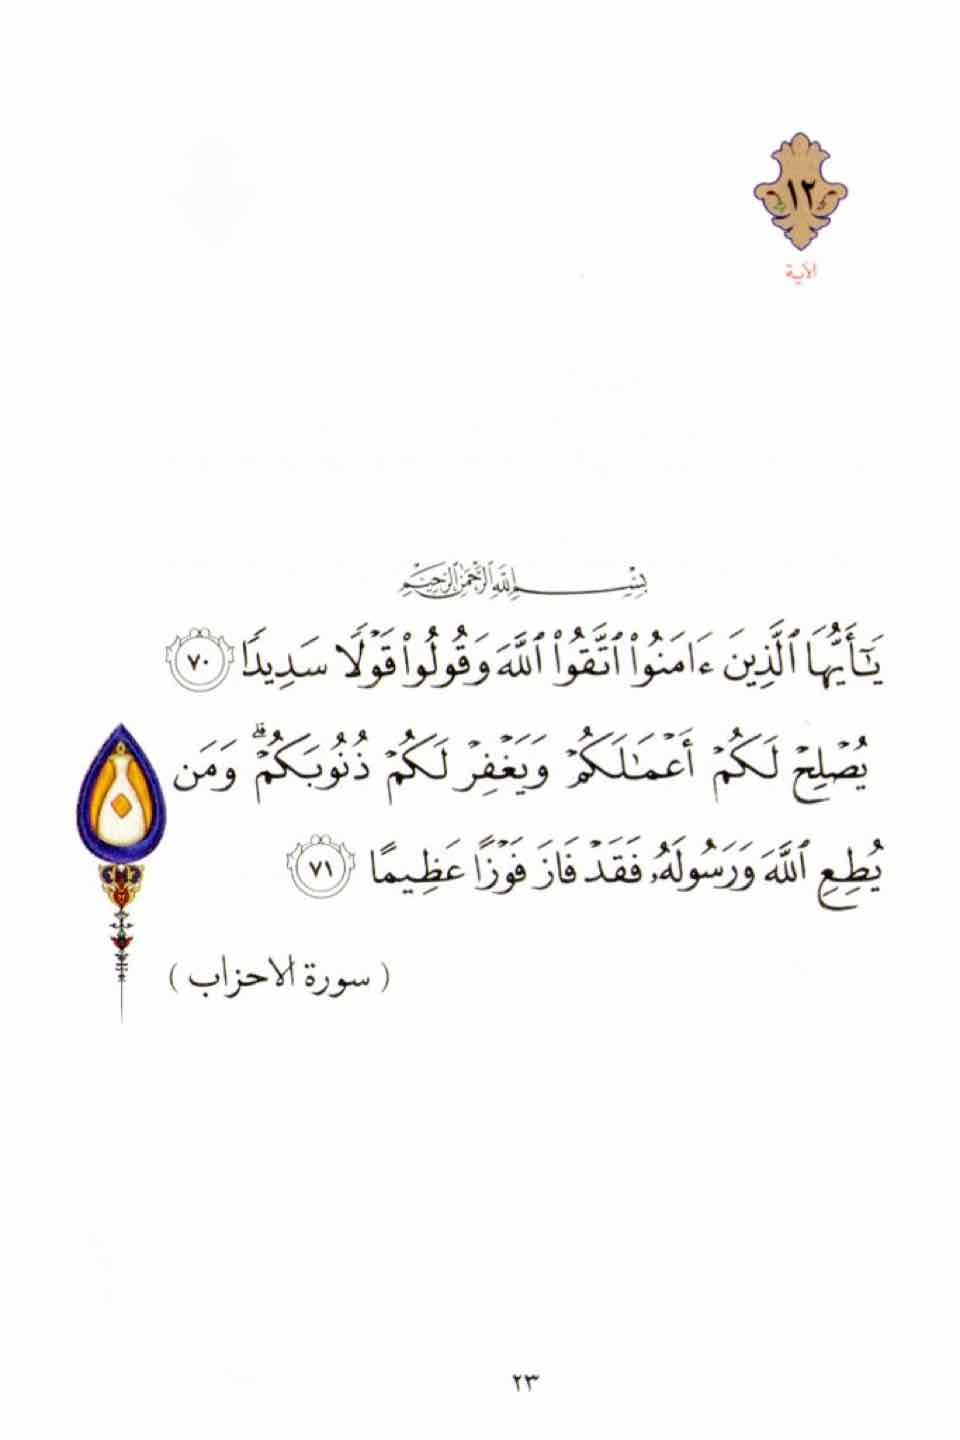 ١٢
الآية
بِسْمِ اللَّهِ الرَّحْمَٰنِ الرَّحِيمِ
يَٰٓأَيُّهَا ٱلَّذِينَ ءَامَنُوا۟ ٱتَّقُوا۟ ٱللَّهَ وَقُولُوا۟ قَوْلًا سَدِيدًا ٧٠
يُصْلِحْ لَكُمْ أَعْمَٰلَكُمْ وَيَغْفِرْ لَكُمْ ذُنُوبَكُمْ ۗ وَمَن
يُطِعِ ٱللَّهَ وَرَسُولَهُۥ فَقَدْ فَازَ فَوْزًا عَظِيمًا ٧١
( سورة الاحزاب )
٢٣